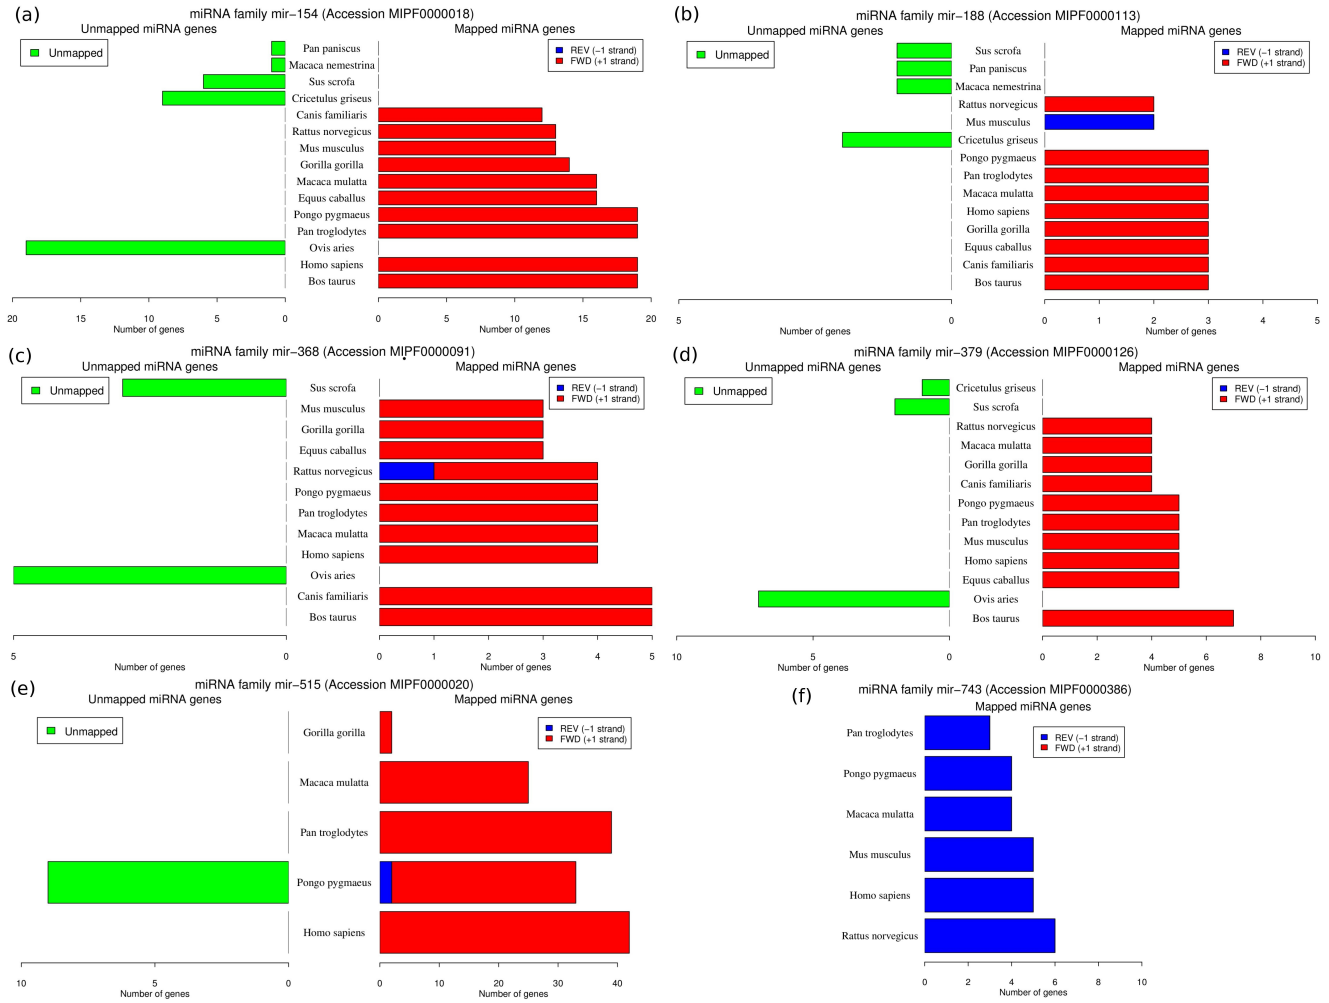 (a)
miRNA family mir−154 (Accession MIPF0000018)
Unmapped miRNA genes
Mapped miRNA genes
Unmapped
REV (−1 strand)
FWD (+1 strand)
Pan paniscus
Macaca nemestrina
Sus scrofa
Cricetulus griseus
Canis familiaris
Rattus norvegicus
Mus musculus
Gorilla gorilla
Macaca mulatta
Equus caballus
Pongo pygmaeus
Pan troglodytes
Ovis aries
Homo sapiens
Bos taurus
20 15 10 5 0
0 5 10 15 20
Number of genes
Number of genes
(b)
miRNA family mir−188 (Accession MIPF0000113)
Unmapped miRNA genes
Mapped miRNA genes
Unmapped
REV (−1 strand)
FWD (+1 strand)
Sus scrofa
Pan paniscus
Macaca nemestrina
Rattus norvegicus
Mus musculus
Cricetulus griseus
Pongo pygmaeus
Pan troglodytes
Macaca mulatta
Homo sapiens
Gorilla gorilla
Equus caballus
Canis familiaris
Bos taurus
5 0
0 1 2 3 4 5
Number of genes
Number of genes
(c)
miRNA family mir−368 (Accession MIPF0000091)
Unmapped miRNA genes
Mapped miRNA genes
Unmapped
REV (−1 strand)
FWD (+1 strand)
Sus scrofa
Mus musculus
Gorilla gorilla
Equus caballus
Rattus norvegicus
Pongo pygmaeus
Pan troglodytes
Macaca mulatta
Homo sapiens
Ovis aries
Canis familiaris
Bos taurus
5 0
0 1 2 3 4 5
Number of genes
Number of genes
(d)
miRNA family mir−379 (Accession MIPF0000126)
Unmapped miRNA genes
Mapped miRNA genes
Unmapped
REV (−1 strand)
FWD (+1 strand)
Cricetulus griseus
Sus scrofa
Rattus norvegicus
Macaca mulatta
Gorilla gorilla
Canis familiaris
Pongo pygmaeus
Pan troglodytes
Mus musculus
Homo sapiens
Equus caballus
Ovis aries
Bos taurus
10 5 0
0 2 4 6 8 10
Number of genes
Number of genes
(e)
miRNA family mir−515 (Accession MIPF0000020)
Unmapped miRNA genes
Mapped miRNA genes
Unmapped
REV (−1 strand)
FWD (+1 strand)
Gorilla gorilla
Macaca mulatta
Pan troglodytes
Pongo pygmaeus
Homo sapiens
10 5 0
0 10 20 30 40
Number of genes
Number of genes
(f)
miRNA family mir−743 (Accession MIPF0000386)
Mapped miRNA genes
REV (−1 strand)
FWD (+1 strand)
Pan troglodytes
Pongo pygmaeus
Macaca mulatta
Mus musculus
Homo sapiens
Rattus norvegicus
0 2 4 6 8 10
Number of genes